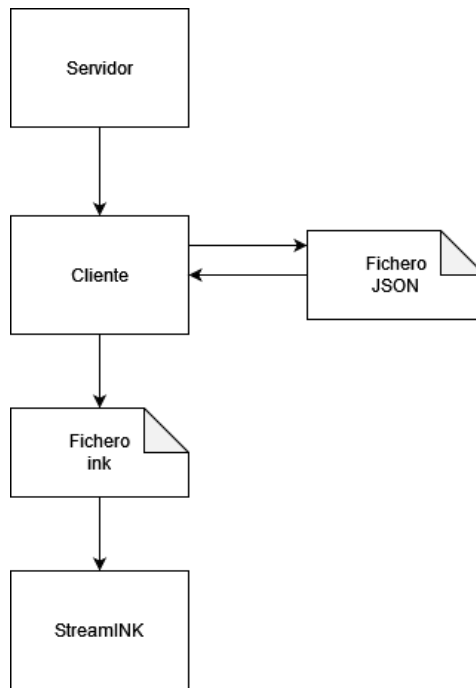 Servidor
Cliente
Fichero
JSON
Fichero
ink
StreamINK